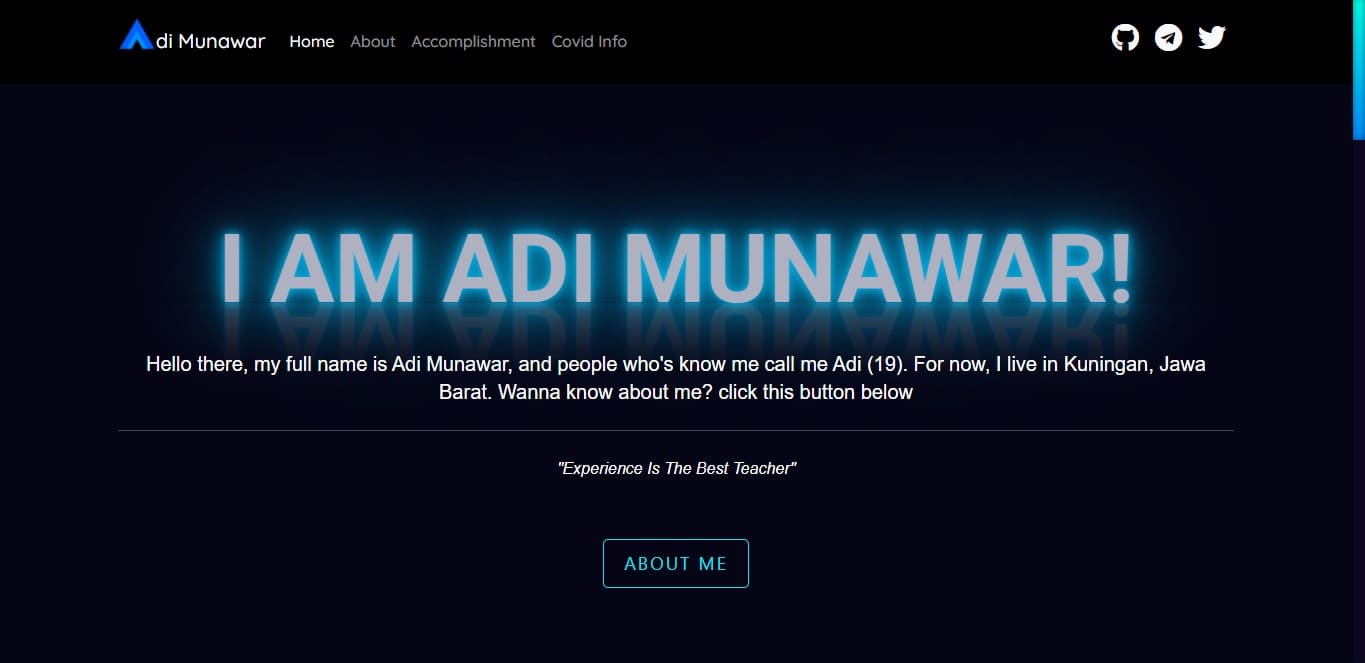 di Munawar Home About Accomplishment Covid Info
I AM ADI MUNAWAR!
Hello there, my full name is Adi Munawar, and people who's know me call me Adi (19). For now, I live in Kuningan, Jawa
Barat. Wanna know about me? click this button below
"Experience Is The Best Teacher"
ABOUT ME